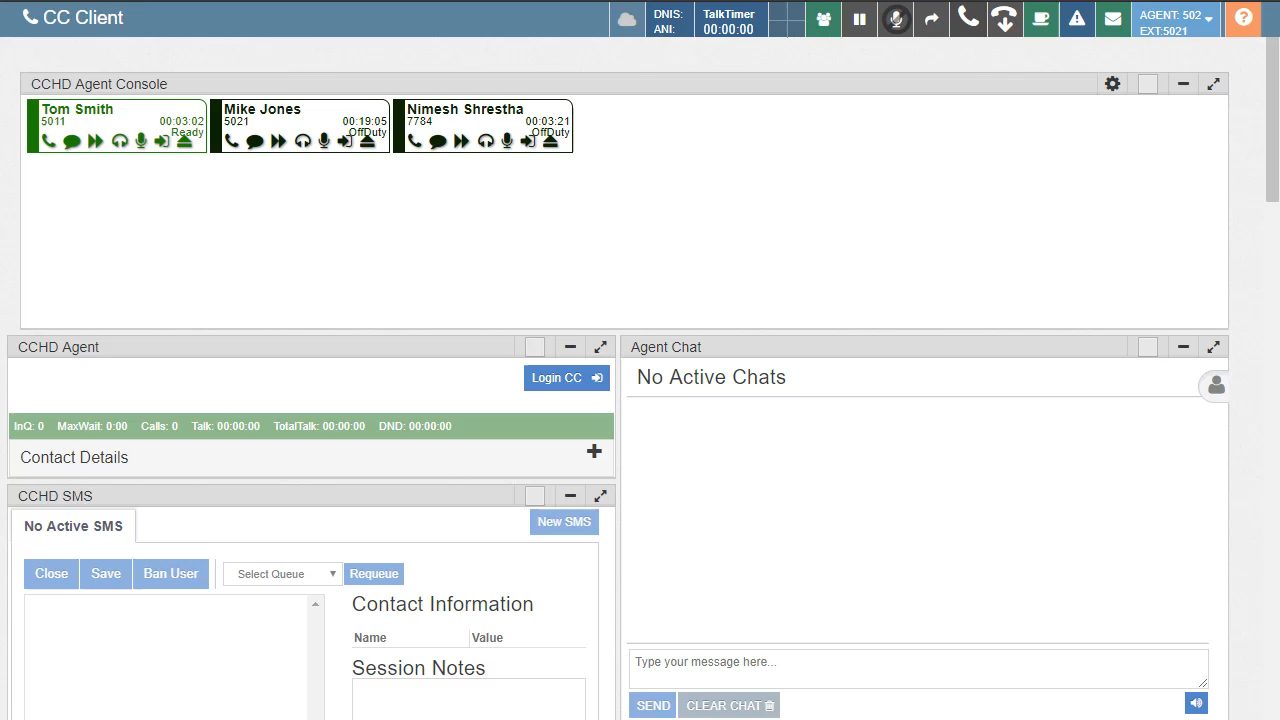 CC Client
DNIS:
ANI:
TalkTimer
00:00:00
AGENT: 502
EXT:5021
?
CCHD Agent Console
Tom Smith
5011
00:03:02
Ready
Mike Jones
5021
00:19:05
OffDuty
Nimesh Shrestha
7784
00:03:21
OffDuty
CCHD Agent
Login CC
InQ: 0 MaxWait: 0:00 Calls: 0 Talk: 00:00:00 TotalTalk: 00:00:00 DND: 00:00:00
Contact Details
Agent Chat
No Active Chats
CCHD SMS
No Active SMS
New SMS
Close Save Ban User Select Queue Requeue
Contact Information
Name Value
Session Notes
Type your message here...
SEND CLEAR CHAT